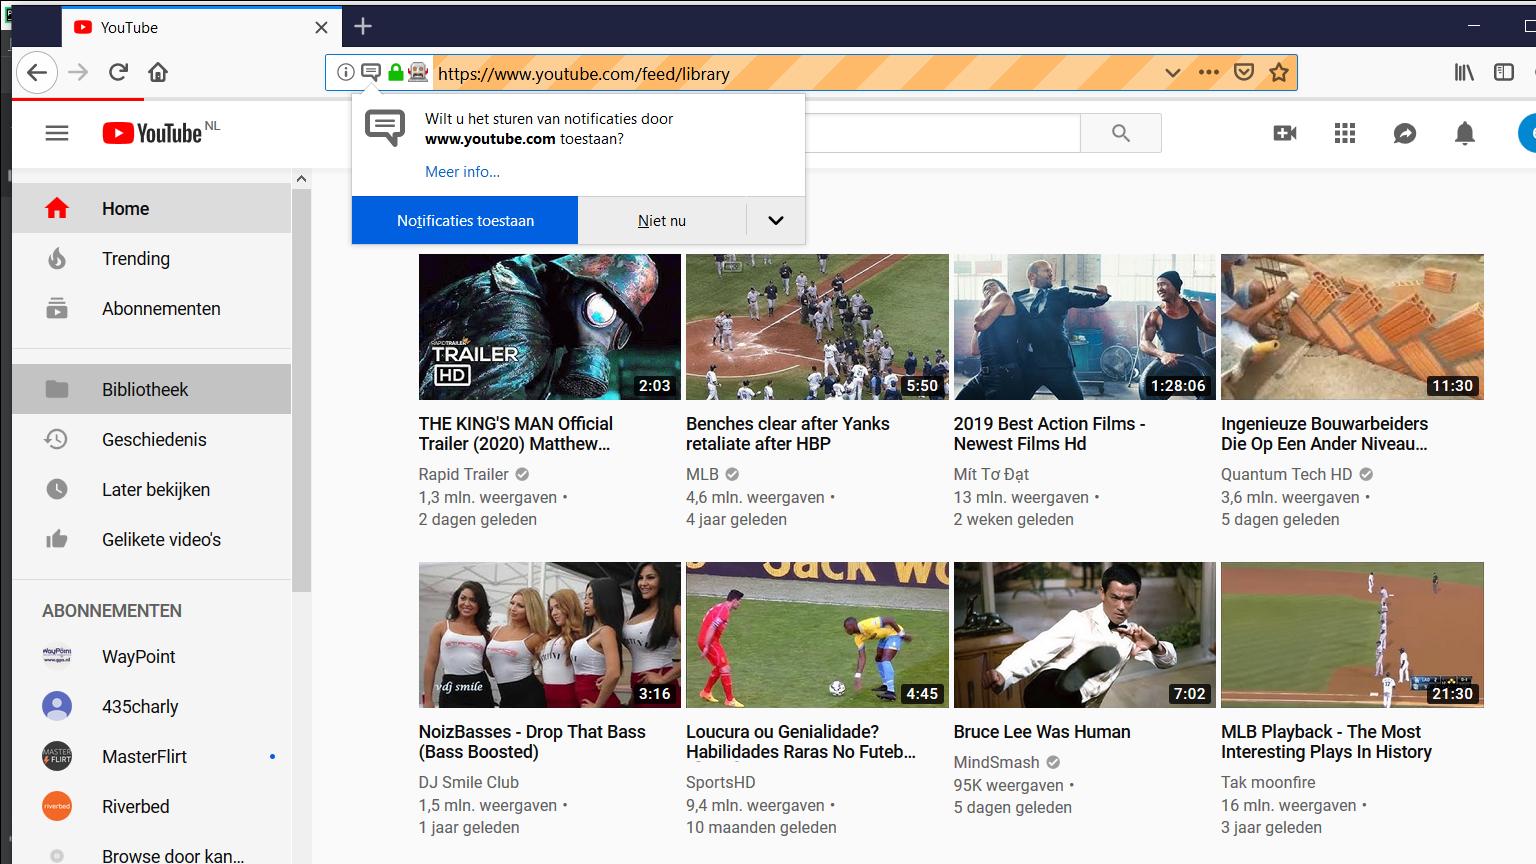 YouTube
https://www.youtube.com/feed/library
Wilt u het sturen van notificaties door
www.youtube.com toestaan?
Meer info...
Notificaties toestaan
Niet nu
YouTube NL
Home
Trending
Abonnementen
Bibliotheek
Geschiedenis
Later bekijken
Gelikete video's
ABONNEMENTEN
WayPoint
435charly
MASTER
FLIRT
MasterFlirt
riverbed
Riverbed
Browse door kan...
TRAILER
HD
2:03
THE KING'S MAN Official
Trailer (2020) Matthew...
Rapid Trailer
1,3 mln. weergaven •
2 dagen geleden
5:50
Benches clear after Yanks
retaliate after HBP
MLB
4,6 mln. weergaven •
4 jaar geleden
1:28:06
2019 Best Action Films -
Newest Films Hd
Mít Tơ Đạt
13 mln. weergaven •
2 weken geleden
11:30
Ingenieuze Bouwarbeiders
Die Op Een Ander Niveau...
Quantum Tech HD
3,6 mln. weergaven •
5 dagen geleden
vdj smile
3:16
NoizBasses - Drop That Bass
(Bass Boosted)
DJ Smile Club
1,5 mln. weergaven •
1 jaar geleden
4:45
Loucura ou Genialidade?
Habilidades Raras No Futeb...
SportsHD
9,4 mln. weergaven •
10 maanden geleden
7:02
Bruce Lee Was Human
MindSmash
95K weergaven •
5 dagen geleden
21:30
MLB Playback - The Most
Interesting Plays In History
Tak moonfire
16 mln. weergaven •
3 jaar geleden